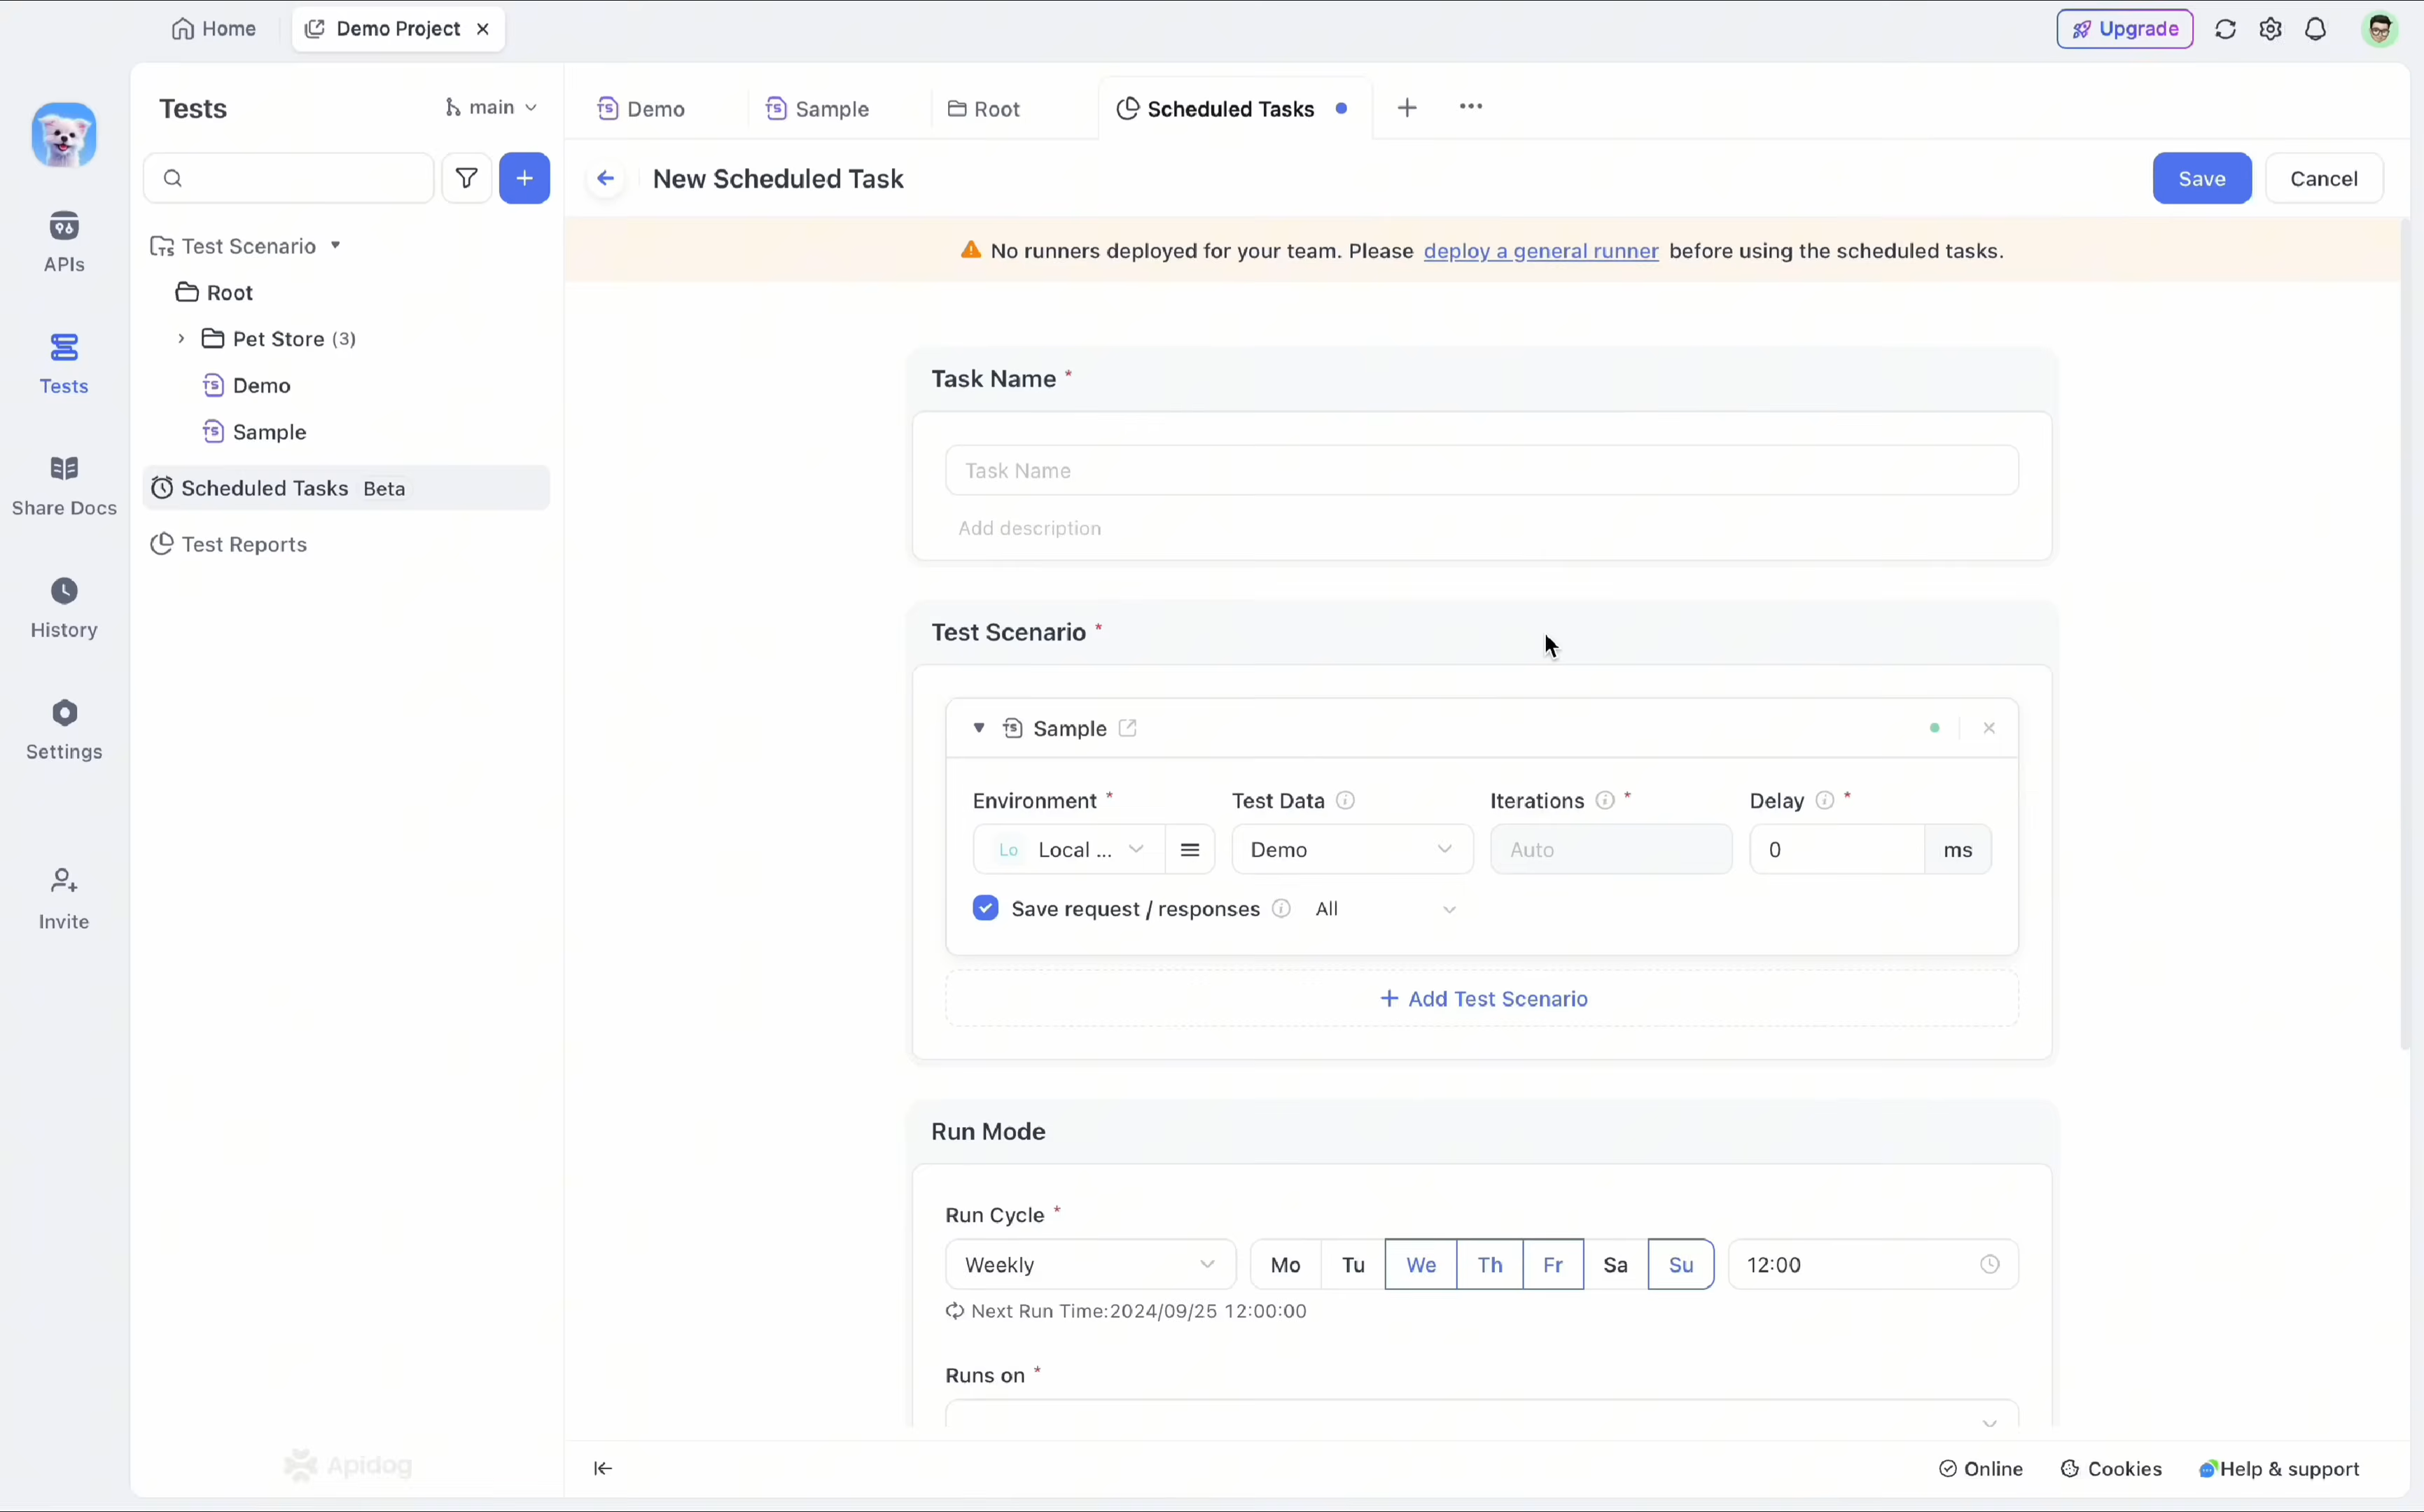 Home
Demo Project
Upgrade
APIs
Tests
Share Docs
History
Settings
Invite
Tests
main
Test Scenario
Root
Pet Store (3)
Demo
Sample
Scheduled Tasks Beta
Test Reports
Apidog
Demo
Sample
Root
Scheduled Tasks
New Scheduled Task
Save
Cancel
No runners deployed for your team. Please deploy a general runner before using the scheduled tasks.
Task Name *
Task Name
Add description
Test Scenario *
Sample
Environment * Test Data Iterations * Delay *
Lo Local ... Demo Auto 0 ms
Save request / responses All
+ Add Test Scenario
Run Mode
Run Cycle *
Weekly Mo Tu We Th Fr Sa Su 12:00
Next Run Time:2024/09/25 12:00:00
Runs on *
Online Cookies Help & support